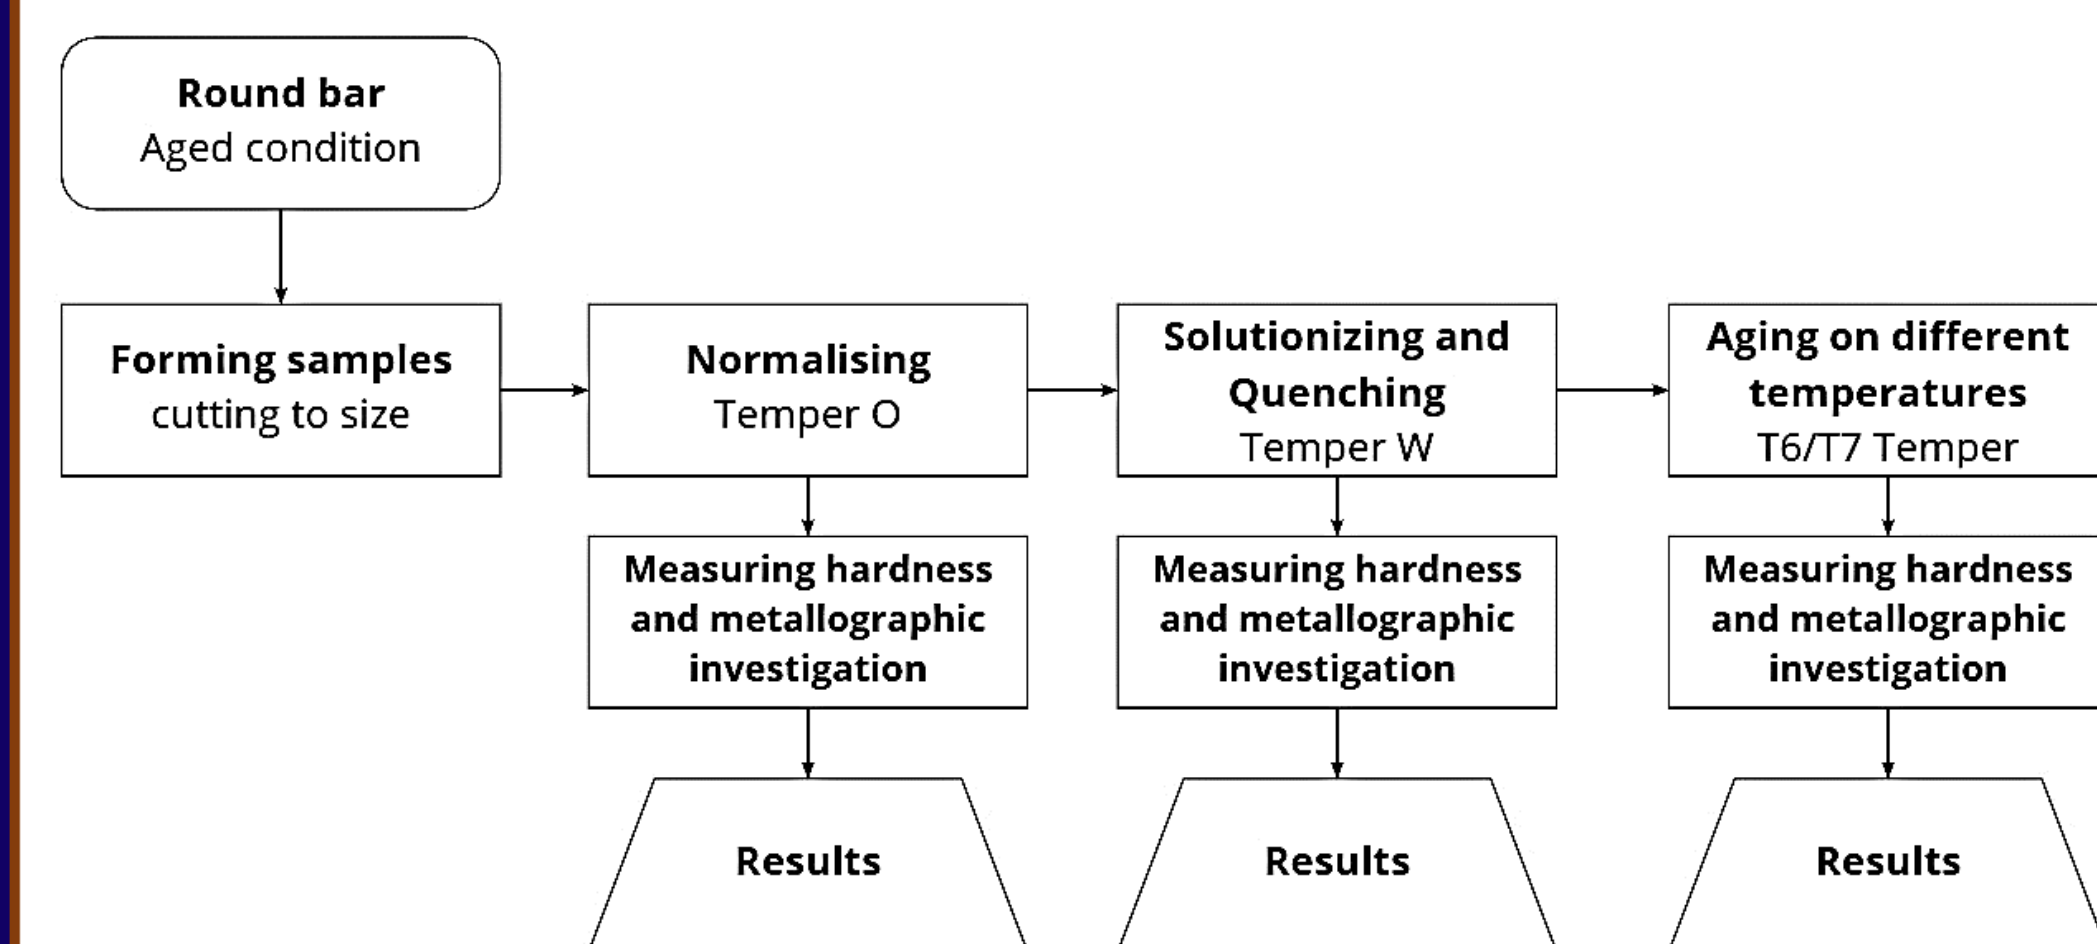 Round bar
Aged condition
Forming samples
cutting to size
Normalising
Temper O
Solutionizing and
Quenching
Temper W
Aging on different
temperatures
T6/T7 Temper
Measuring hardness
and metallographic
investigation
Measuring hardness
and metallographic
investigation
Measuring hardness
and metallographic
investigation
Results
Results
Results